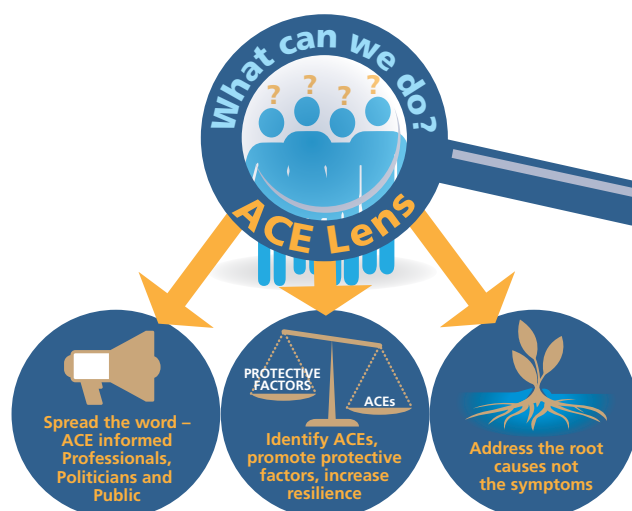 What can we do?
? ? ? ?
ACE Lens
Spread the word –
ACE informed
Professionals,
Politicians and
Public
PROTECTIVE
FACTORS
ACEs
Identify ACEs,
promote protective
factors, increase
resilience
Address the root
causes not
the symptoms